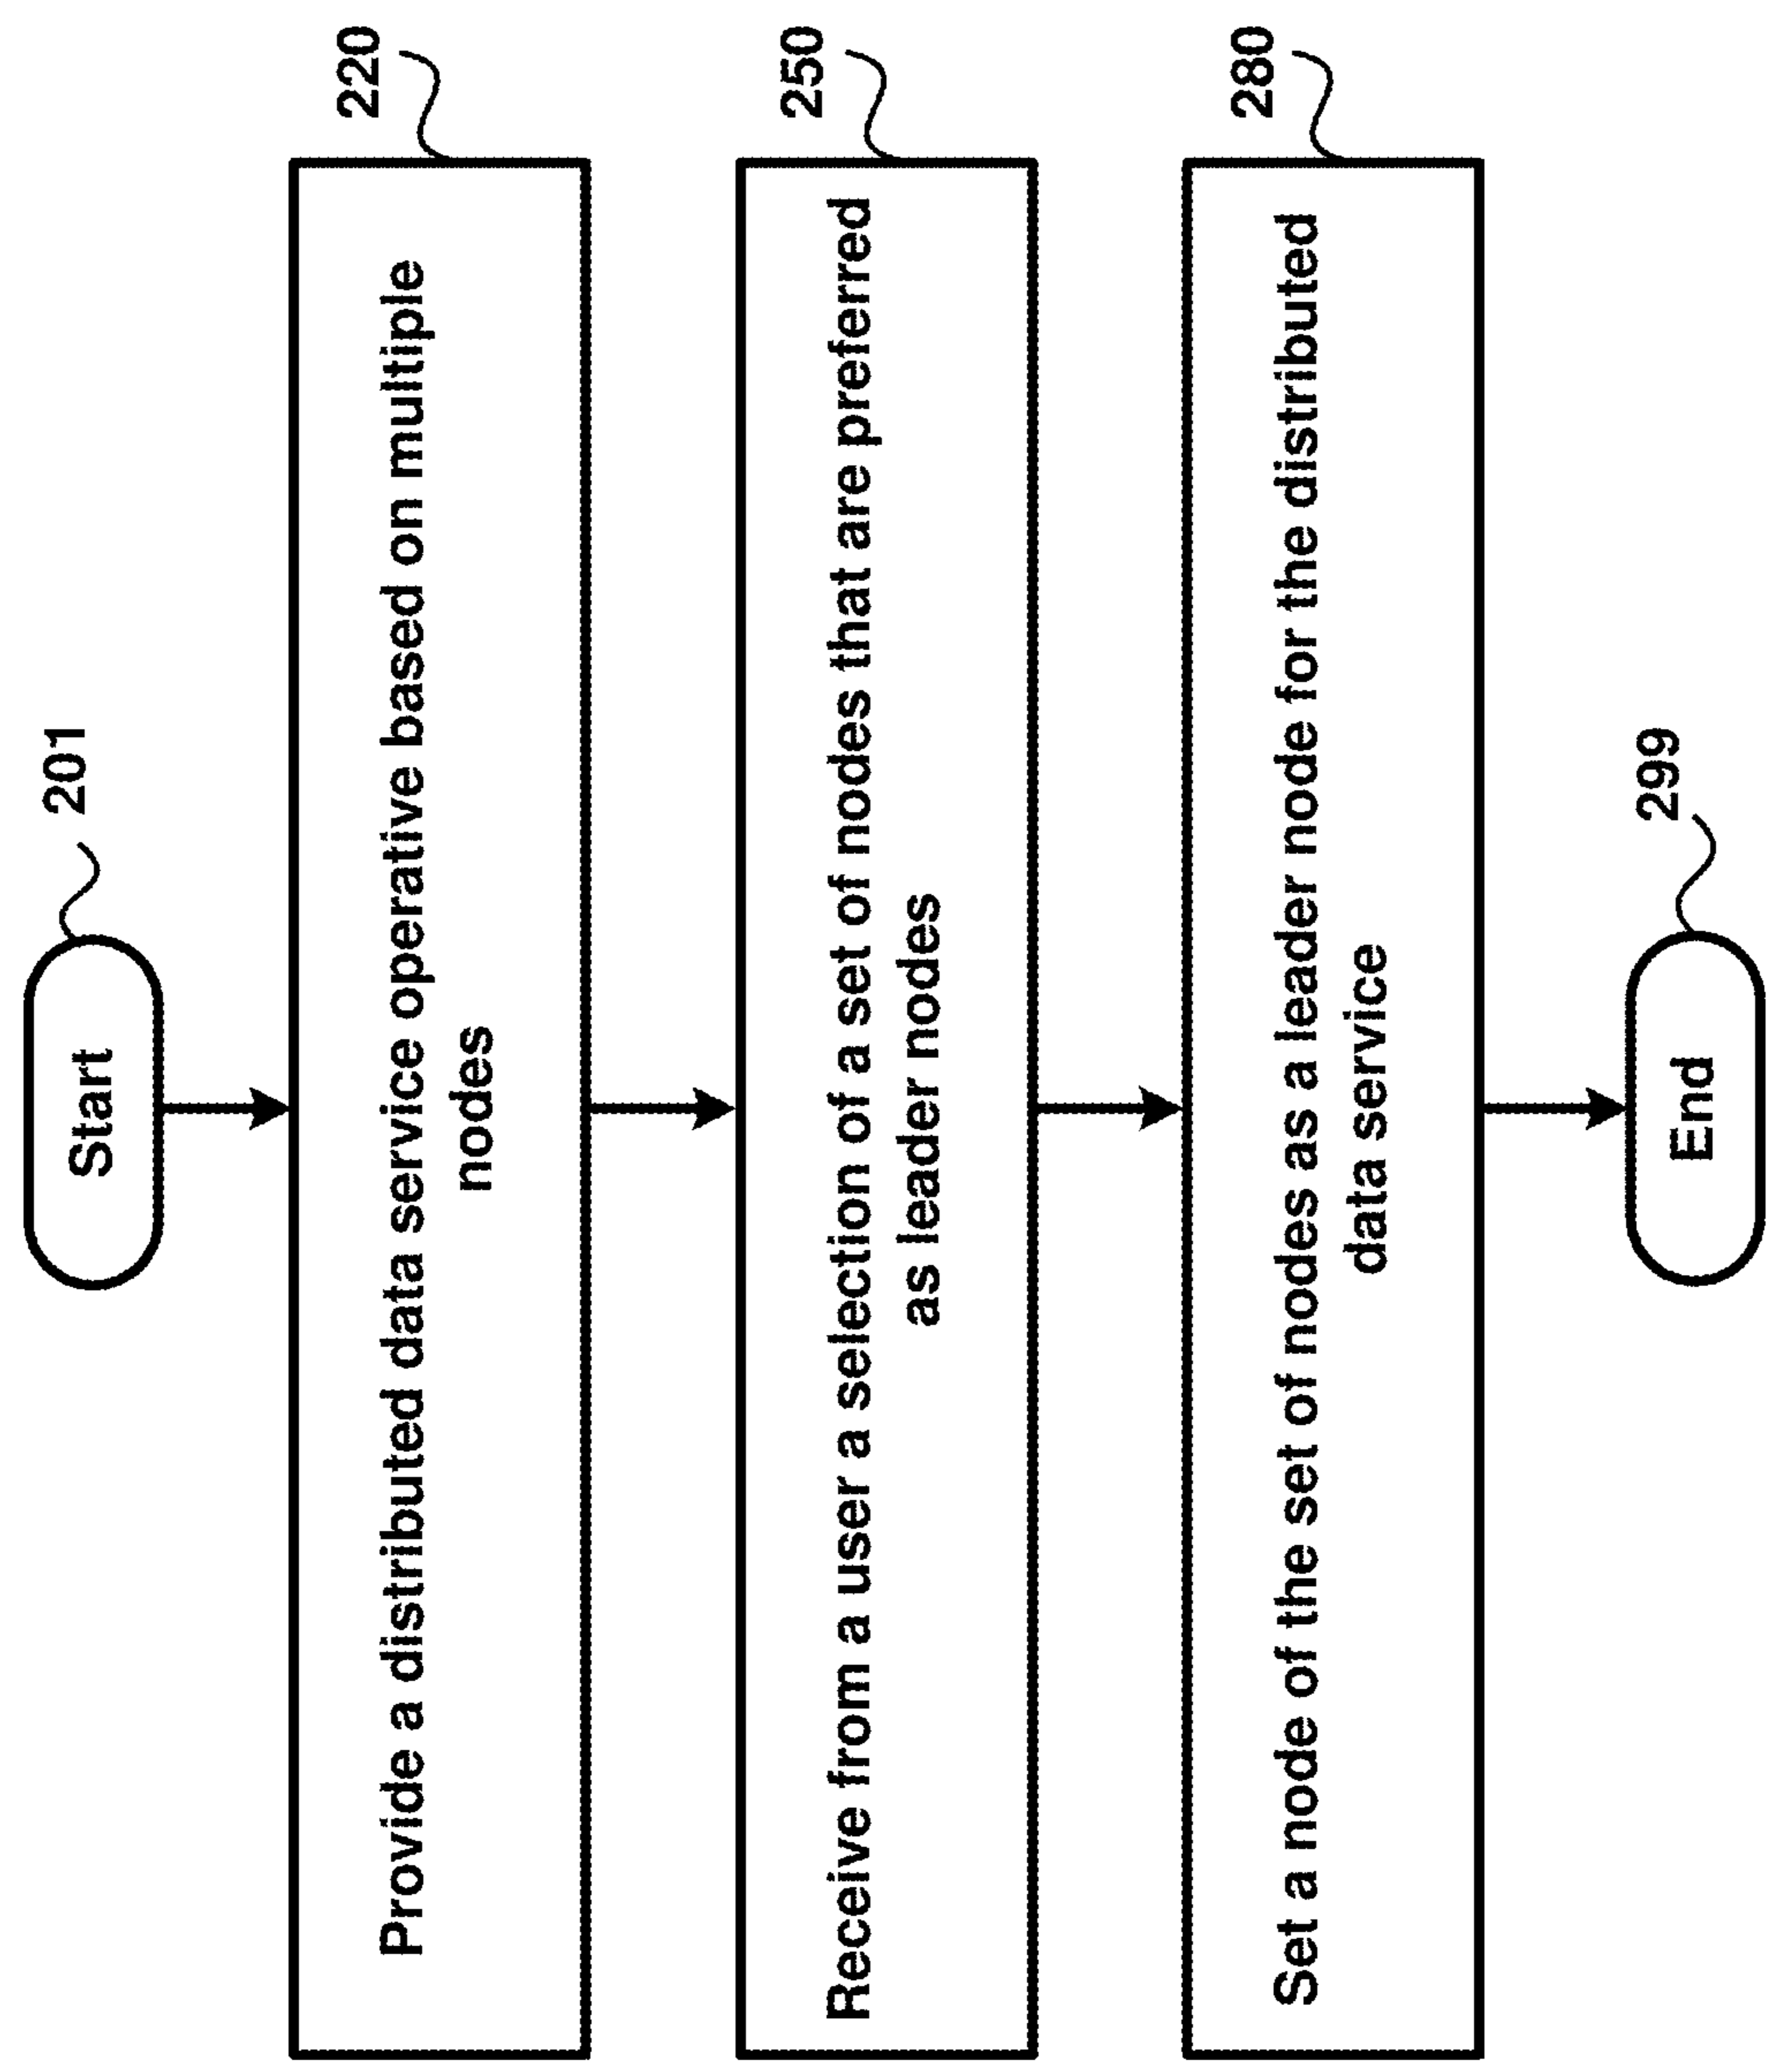 201
Start
220
Provide a distributed data service operative based on multiple
nodes
250
Receive from a user a selection of a set of nodes that are preferred
as leader nodes
280
Set a node of the set of nodes as a leader node for the distributed
data service
299
End